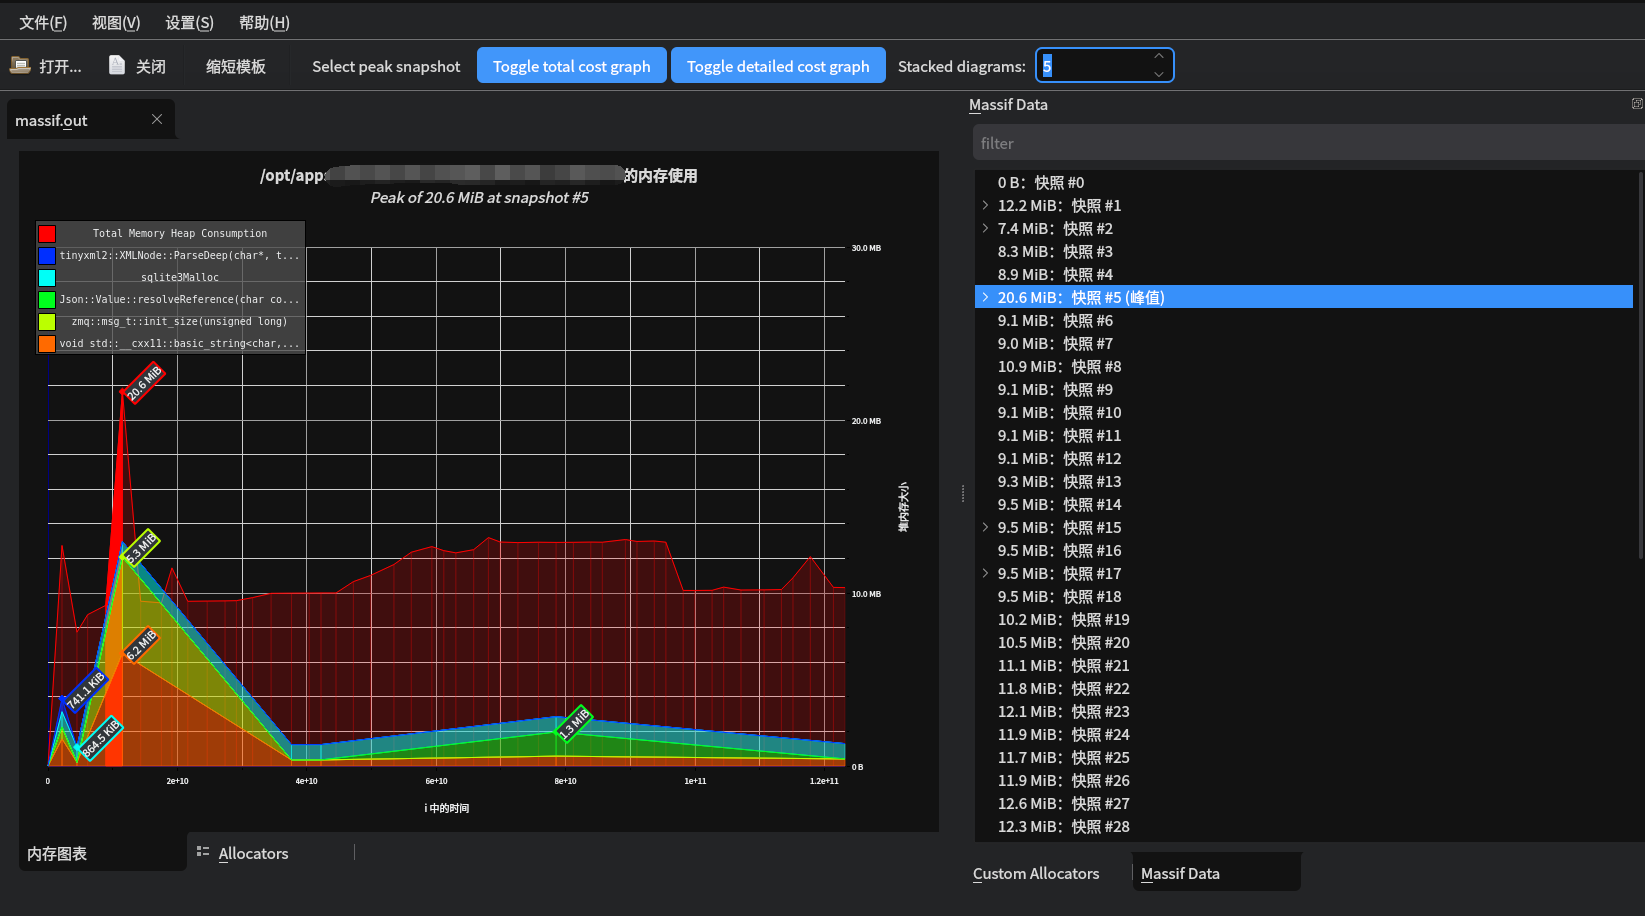 文件(F) 视图(V) 设置(S) 帮助(H)
打开... 关闭 缩短模板 Select peak snapshot Toggle total cost graph Toggle detailed cost graph Stacked diagrams: 5
massif.out
/opt/app 的内存使用
Peak of 20.6 MiB at snapshot #5
Total Memory Heap Consumption
tinyxml2::XMLNode::ParseDeep(char*, t...
sqlite3Malloc
Json::Value::resolveReference(char co...
zmq::msg_t::init_size(unsigned long)
void std::__cxx11::basic_string<char,...
30.0 MB
20.0 MB
10.0 MB
0 B
堆内存大小
20.6 MiB
5.3 MiB
6.2 MiB
741.1 KiB
864.5 KiB
1.3 MiB
0 2e+10 4e+10 6e+10 8e+10 1e+11 1.2e+11
i 中的时间
内存图表 Allocators
Massif Data
filter
0 B：快照 #0
12.2 MiB：快照 #1
7.4 MiB：快照 #2
8.3 MiB：快照 #3
8.9 MiB：快照 #4
20.6 MiB：快照 #5 (峰值)
9.1 MiB：快照 #6
9.0 MiB：快照 #7
10.9 MiB：快照 #8
9.1 MiB：快照 #9
9.1 MiB：快照 #10
9.1 MiB：快照 #11
9.1 MiB：快照 #12
9.3 MiB：快照 #13
9.5 MiB：快照 #14
9.5 MiB：快照 #15
9.5 MiB：快照 #16
9.5 MiB：快照 #17
9.5 MiB：快照 #18
10.2 MiB：快照 #19
10.5 MiB：快照 #20
11.1 MiB：快照 #21
11.8 MiB：快照 #22
12.1 MiB：快照 #23
11.9 MiB：快照 #24
11.7 MiB：快照 #25
11.9 MiB：快照 #26
12.6 MiB：快照 #27
12.3 MiB：快照 #28
Custom Allocators Massif Data